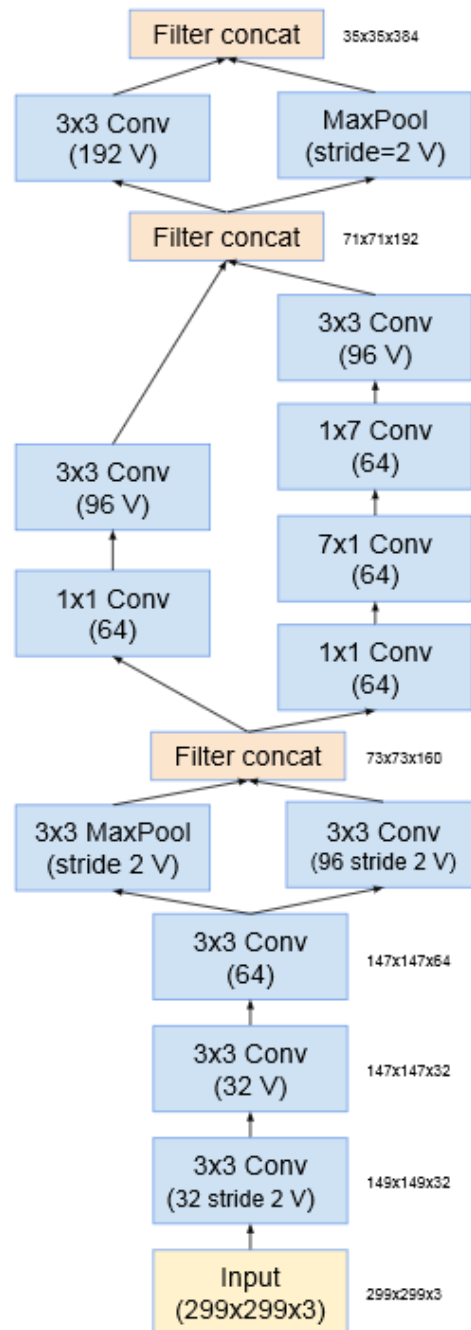 Filter concat
35x35x384
3x3 Conv
(192 V)
MaxPool
(stride=2 V)
Filter concat
71x71x192
3x3 Conv
(96 V)
1x7 Conv
(64)
3x3 Conv
(96 V)
7x1 Conv
(64)
1x1 Conv
(64)
1x1 Conv
(64)
Filter concat
73x73x160
3x3 MaxPool
(stride 2 V)
3x3 Conv
(96 stride 2 V)
3x3 Conv
(64)
147x147x64
3x3 Conv
(32 V)
147x147x32
3x3 Conv
(32 stride 2 V)
149x149x32
Input
(299x299x3)
299x299x3